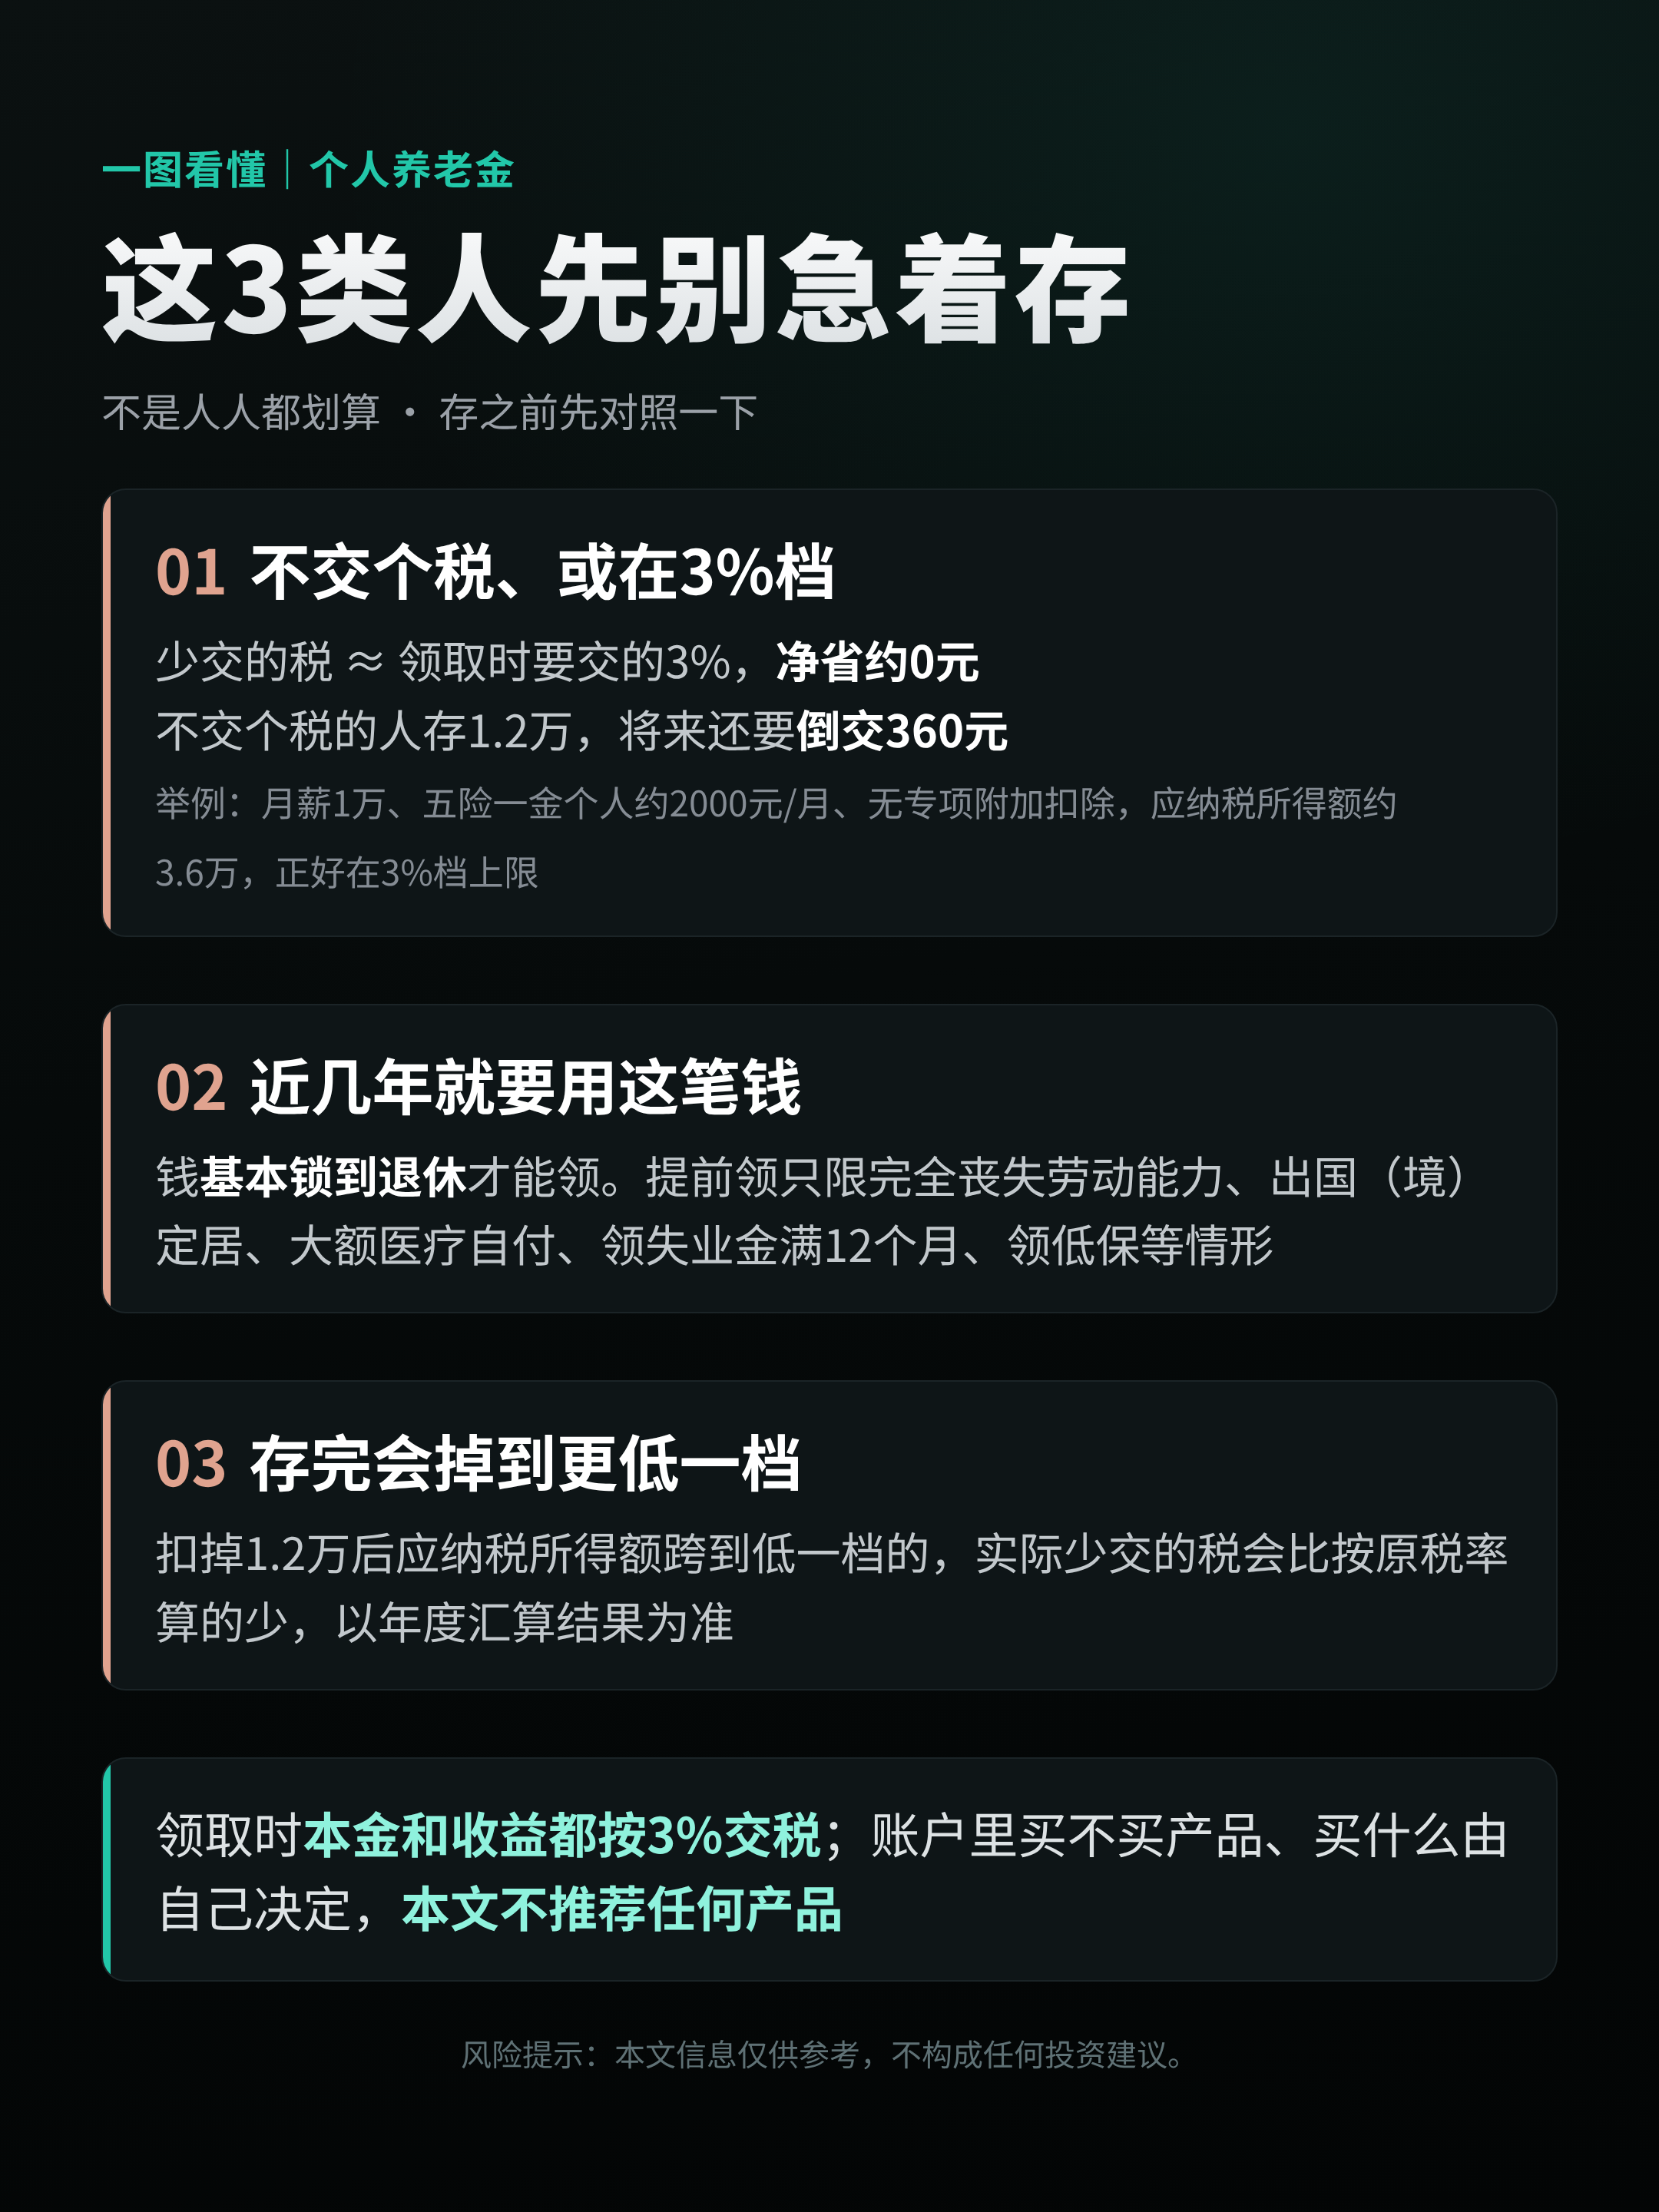 一图看懂｜个人养老金
这3类人先别急着存
不是人人都划算 · 存之前先对照一下
01 不交个税、或在3%档
少交的税 ≈ 领取时要交的3%，净省约0元
不交个税的人存1.2万，将来还要倒交360元
举例：月薪1万、五险一金个人约2000元/月、无专项附加扣除，应纳税所得额约
3.6万，正好在3%档上限
02 近几年就要用这笔钱
钱基本锁到退休才能领。提前领只限完全丧失劳动能力、出国（境）
定居、大额医疗自付、领失业金满12个月、领低保等情形
03 存完会掉到更低一档
扣掉1.2万后应纳税所得额跨到低一档的，实际少交的税会比按原税率
算的少，以年度汇算结果为准
领取时本金和收益都按3%交税；账户里买不买产品、买什么由
自己决定，本文不推荐任何产品
风险提示：本文信息仅供参考，不构成任何投资建议。